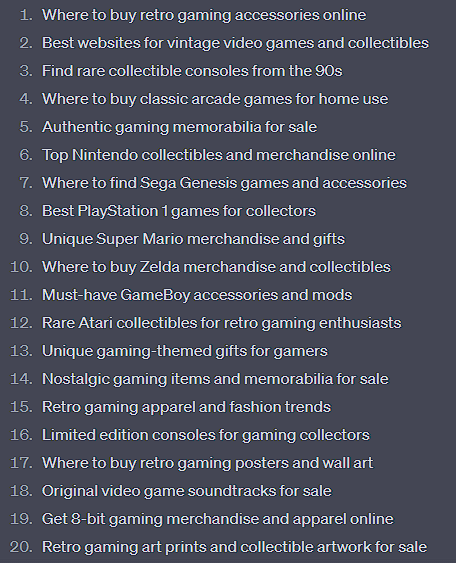 1. Where to buy retro gaming accessories online
2. Best websites for vintage video games and collectibles
3. Find rare collectible consoles from the 90s
4. Where to buy classic arcade games for home use
5. Authentic gaming memorabilia for sale
6. Top Nintendo collectibles and merchandise online
7. Where to find Sega Genesis games and accessories
8. Best PlayStation 1 games for collectors
9. Unique Super Mario merchandise and gifts
10. Where to buy Zelda merchandise and collectibles
11. Must-have GameBoy accessories and mods
12. Rare Atari collectibles for retro gaming enthusiasts
13. Unique gaming-themed gifts for gamers
14. Nostalgic gaming items and memorabilia for sale
15. Retro gaming apparel and fashion trends
16. Limited edition consoles for gaming collectors
17. Where to buy retro gaming posters and wall art
18. Original video game soundtracks for sale
19. Get 8-bit gaming merchandise and apparel online
20. Retro gaming art prints and collectible artwork for sale